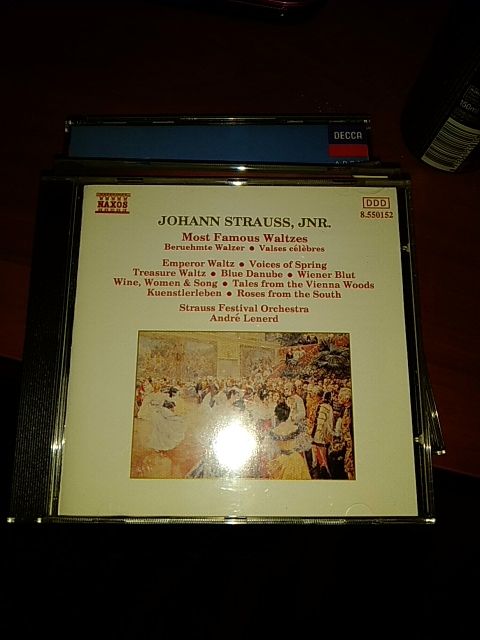 DECCA
NAXOS
DDD
8.550152
JOHANN STRAUSS, JNR.
Most Famous Waltzes
Beruehmte Walzer ● Valses célèbres
Emperor Waltz ● Voices of Spring
Treasure Waltz ● Blue Danube ● Wiener Blut
Wine, Women & Song ● Tales from the Vienna Woods
Kuenstlerleben ● Roses from the South
Strauss Festival Orchestra
André Lenerd